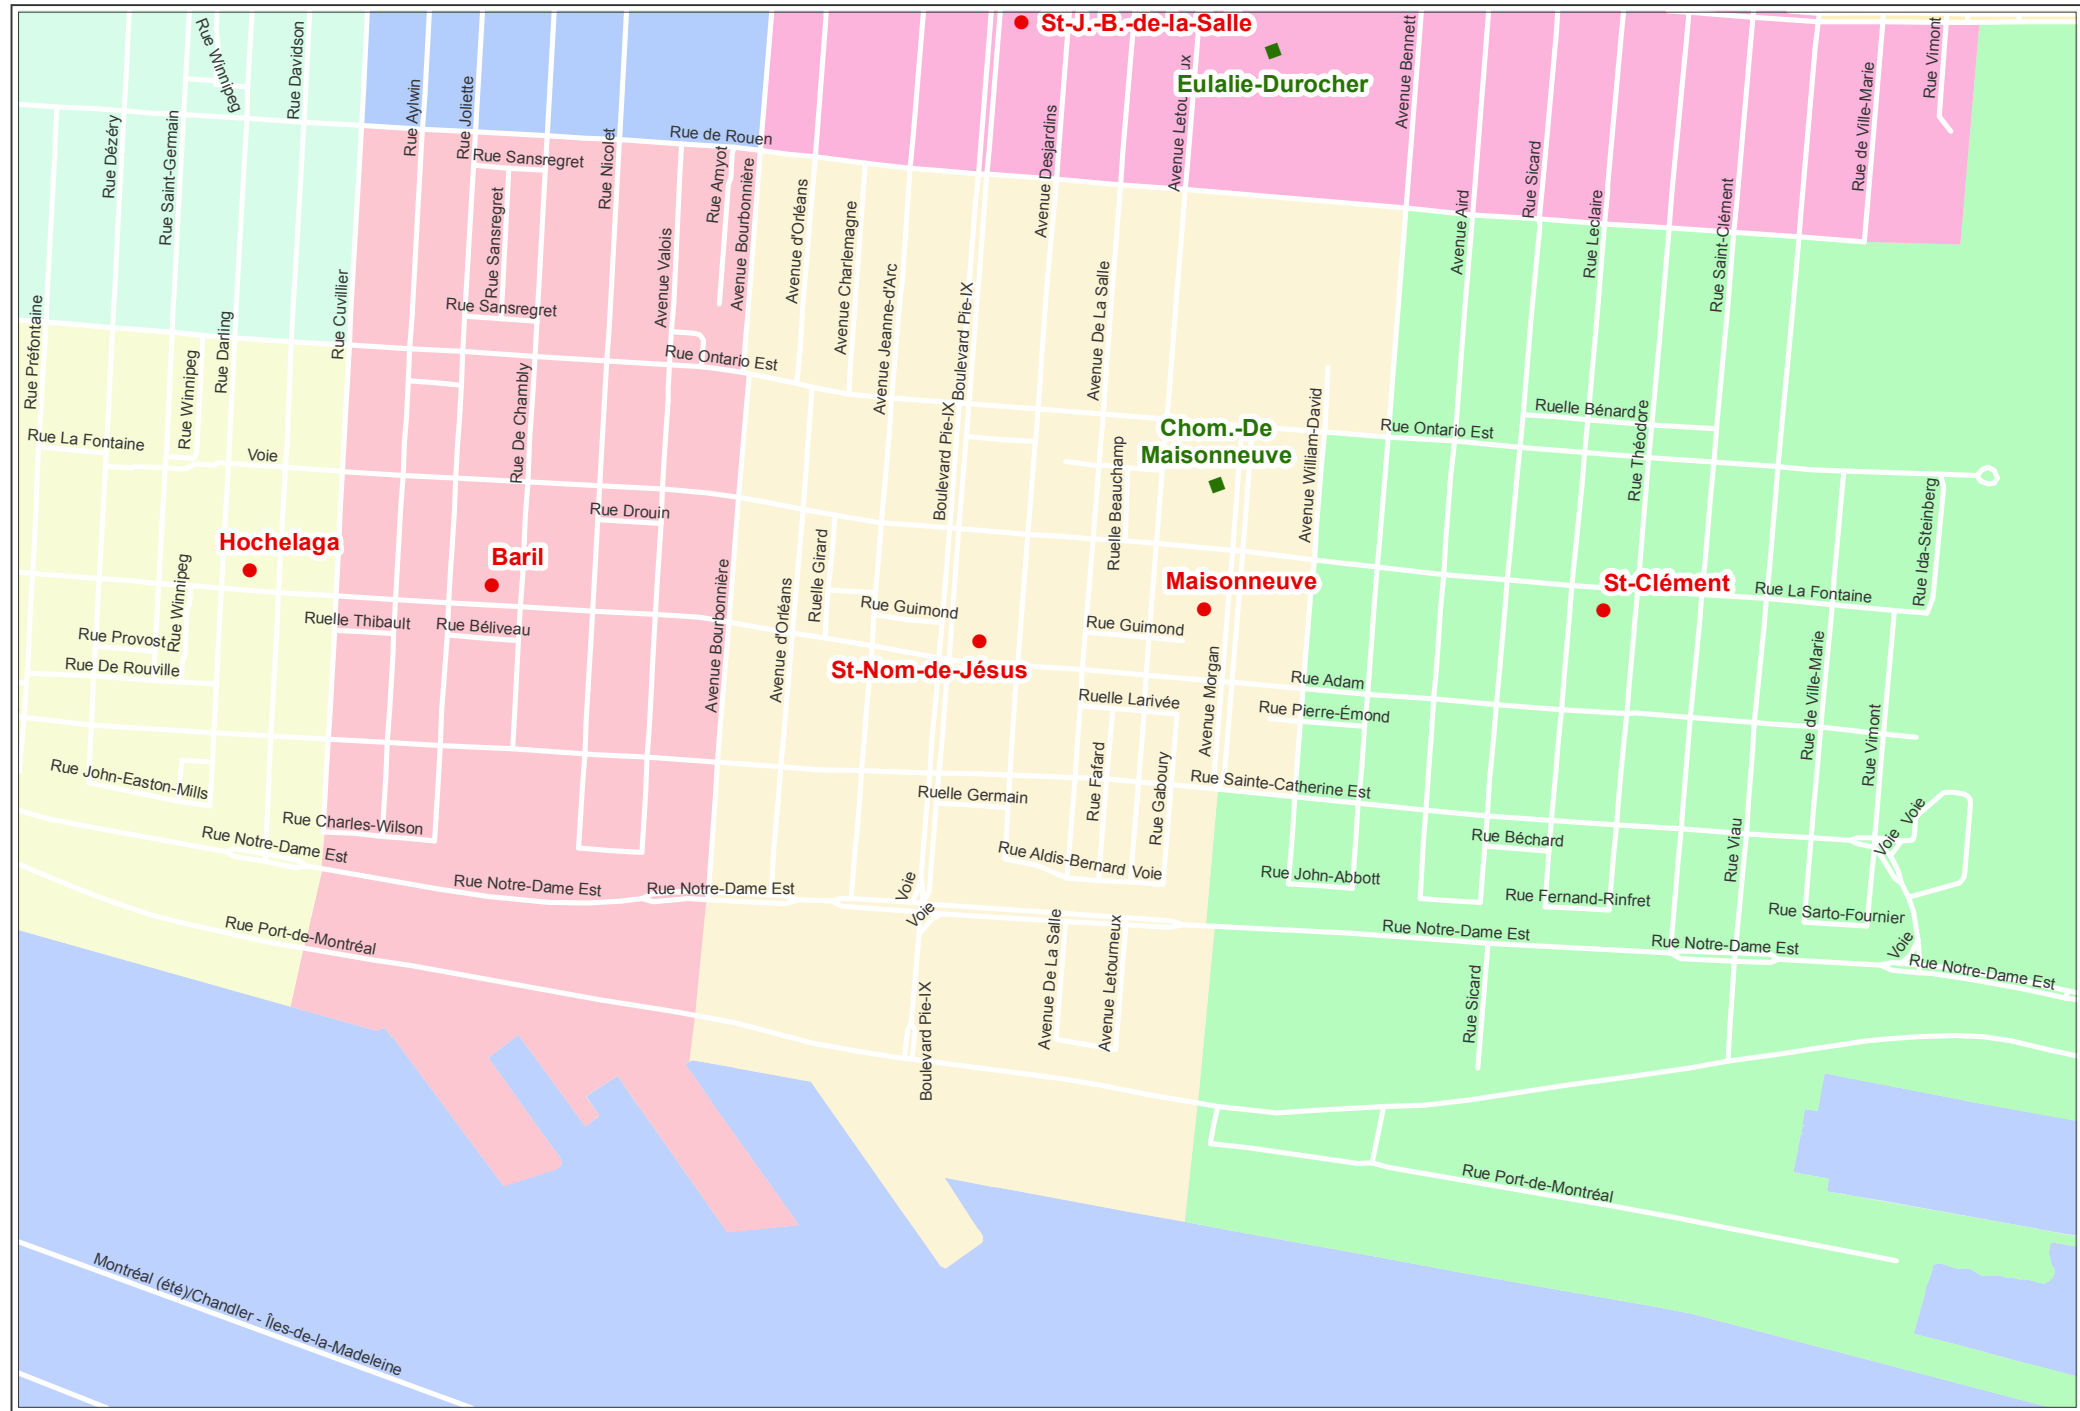 St-J.-B.-de-la-Salle
Eulalie-Durocher
Rue Winnipeg
Rue Davidson
Rue Aylwin
Rue Joliette
Avenue Bennett
Rue de Ville-Marie
Rue Vimont
Rue Dézéry
Rue Saint-Germain
Rue Sansregret
Rue Nicolet
Rue de Rouen
Rue Amyot
Avenue Bourbonnière
Avenue d'Orléans
Avenue Charlemagne
Avenue Desjardins
Rue Sicard
Rue Leclaire
Avenue Aird
Rue Saint-Clément
Rue Sansregret
Rue Sansregret
Avenue Valois
Avenue Jeanne-d'Arc
Boulevard Pie-IX
Avenue De La Salle
Rue Préfontaine
Rue Winnipeg
Rue Darling
Rue Cuvillier
Rue Ontario Est
Rue De Chambly
Boulevard Pie-IX
Chom.-De
Maisonneuve
Avenue William-David
Rue Ontario Est
Ruelle Bénard
Rue Théodore
Rue La Fontaine
Voie
Ruelle Beauchamp
Rue Drouin
Rue Ida-Steinberg
Hochelaga
Baril
Ruelle Girard
Maisonneuve
St-Clément
Rue La Fontaine
Rue Winnipeg
Avenue Bourbonnière
Avenue d'Orléans
Rue Guimond
Rue Guimond
Ruelle Thibault
Rue Béliveau
Rue Provost
Rue De Rouville
St-Nom-de-Jésus
Avenue Morgan
Rue Adam
Ruelle Larivée
Rue Pierre-Émond
Rue de Ville-Marie
Rue Vimont
Rue John-Easton-Mills
Rue Fafard
Rue Gaboury
Rue Sainte-Catherine Est
Ruelle Germain
Rue Charles-Wilson
Rue Notre-Dame Est
Rue Aldis-Bernard
Voie
Rue Béchard
Rue Viau
Voie
Voie
Rue Notre-Dame Est
Rue Notre-Dame Est
Voie
Voie
Rue John-Abbott
Rue Fernand-Rinfret
Rue Sarto-Fournier
Rue Port-de-Montréal
Avenue De La Salle
Avenue Letourneux
Rue Notre-Dame Est
Rue Notre-Dame Est
Voie
Rue Notre-Dame Est
Boulevard Pie-IX
Rue Sicard
Rue Port-de-Montréal
Montréal (été)/Chandler - Îles-de-la-Madeleine